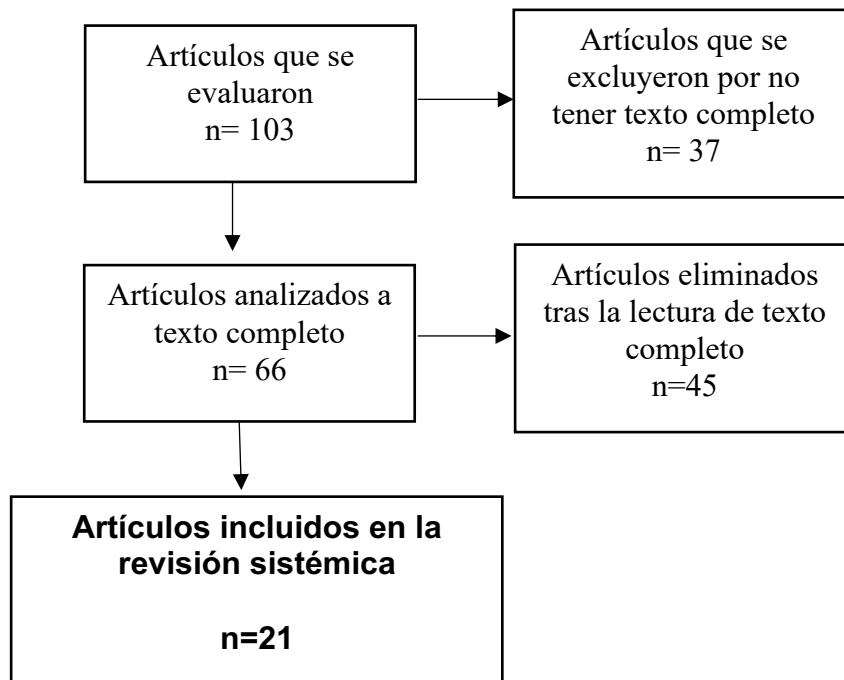 Artículos que se
evaluaron
n= 103
Artículos que se
excluyeron por no
tener texto completo
n= 37
Artículos analizados a
texto completo
n= 66
Artículos eliminados
tras la lectura de texto
completo
n=45
Artículos incluidos en la
revisión sistémica
n=21